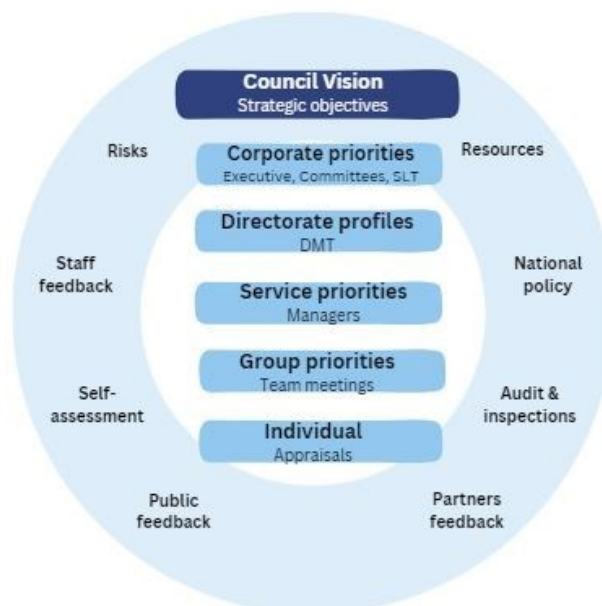 Council Vision
Strategic objectives
Risks
Resources
Corporate priorities
Executive, Committees, SLT
Directorate profiles
DMT
Staff
feedback
National
policy
Service priorities
Managers
Group priorities
Team meetings
Self-
assessment
Audit &
inspections
Individual
Appraisals
Public
feedback
Partners
feedback